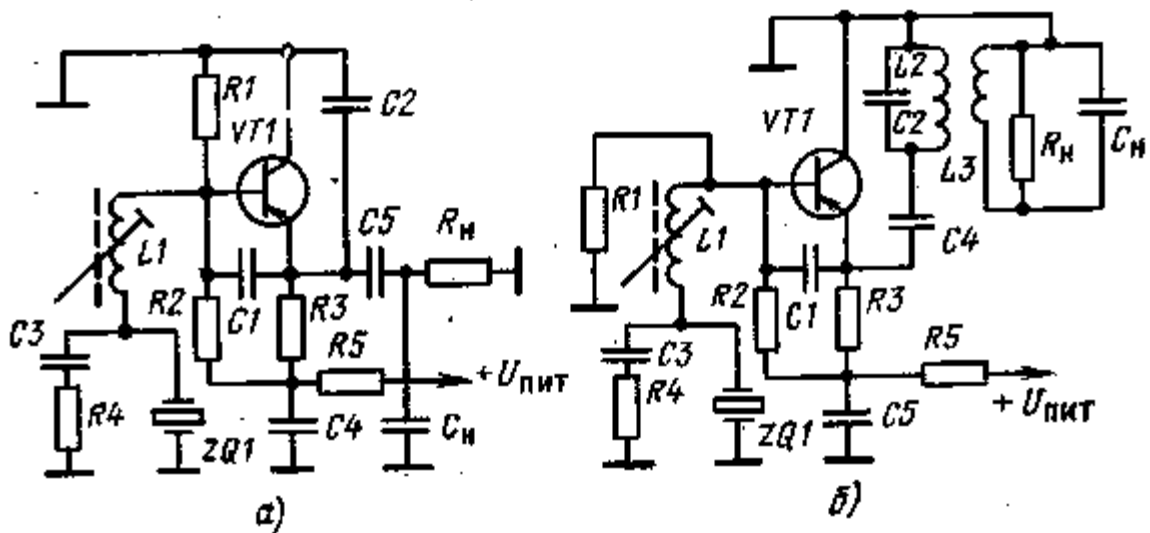 R1
VT1
C2
L1
C5
Rн
R2
C1
R3
C3
R5
+Uпит
R4
ZQ1
C4
Cн
а)
VT1
L2
C2
Rн
Cн
L3
R1
L1
C4
R2
C1
R3
C3
R5
R4
+Uпит
ZQ1
C5
б)